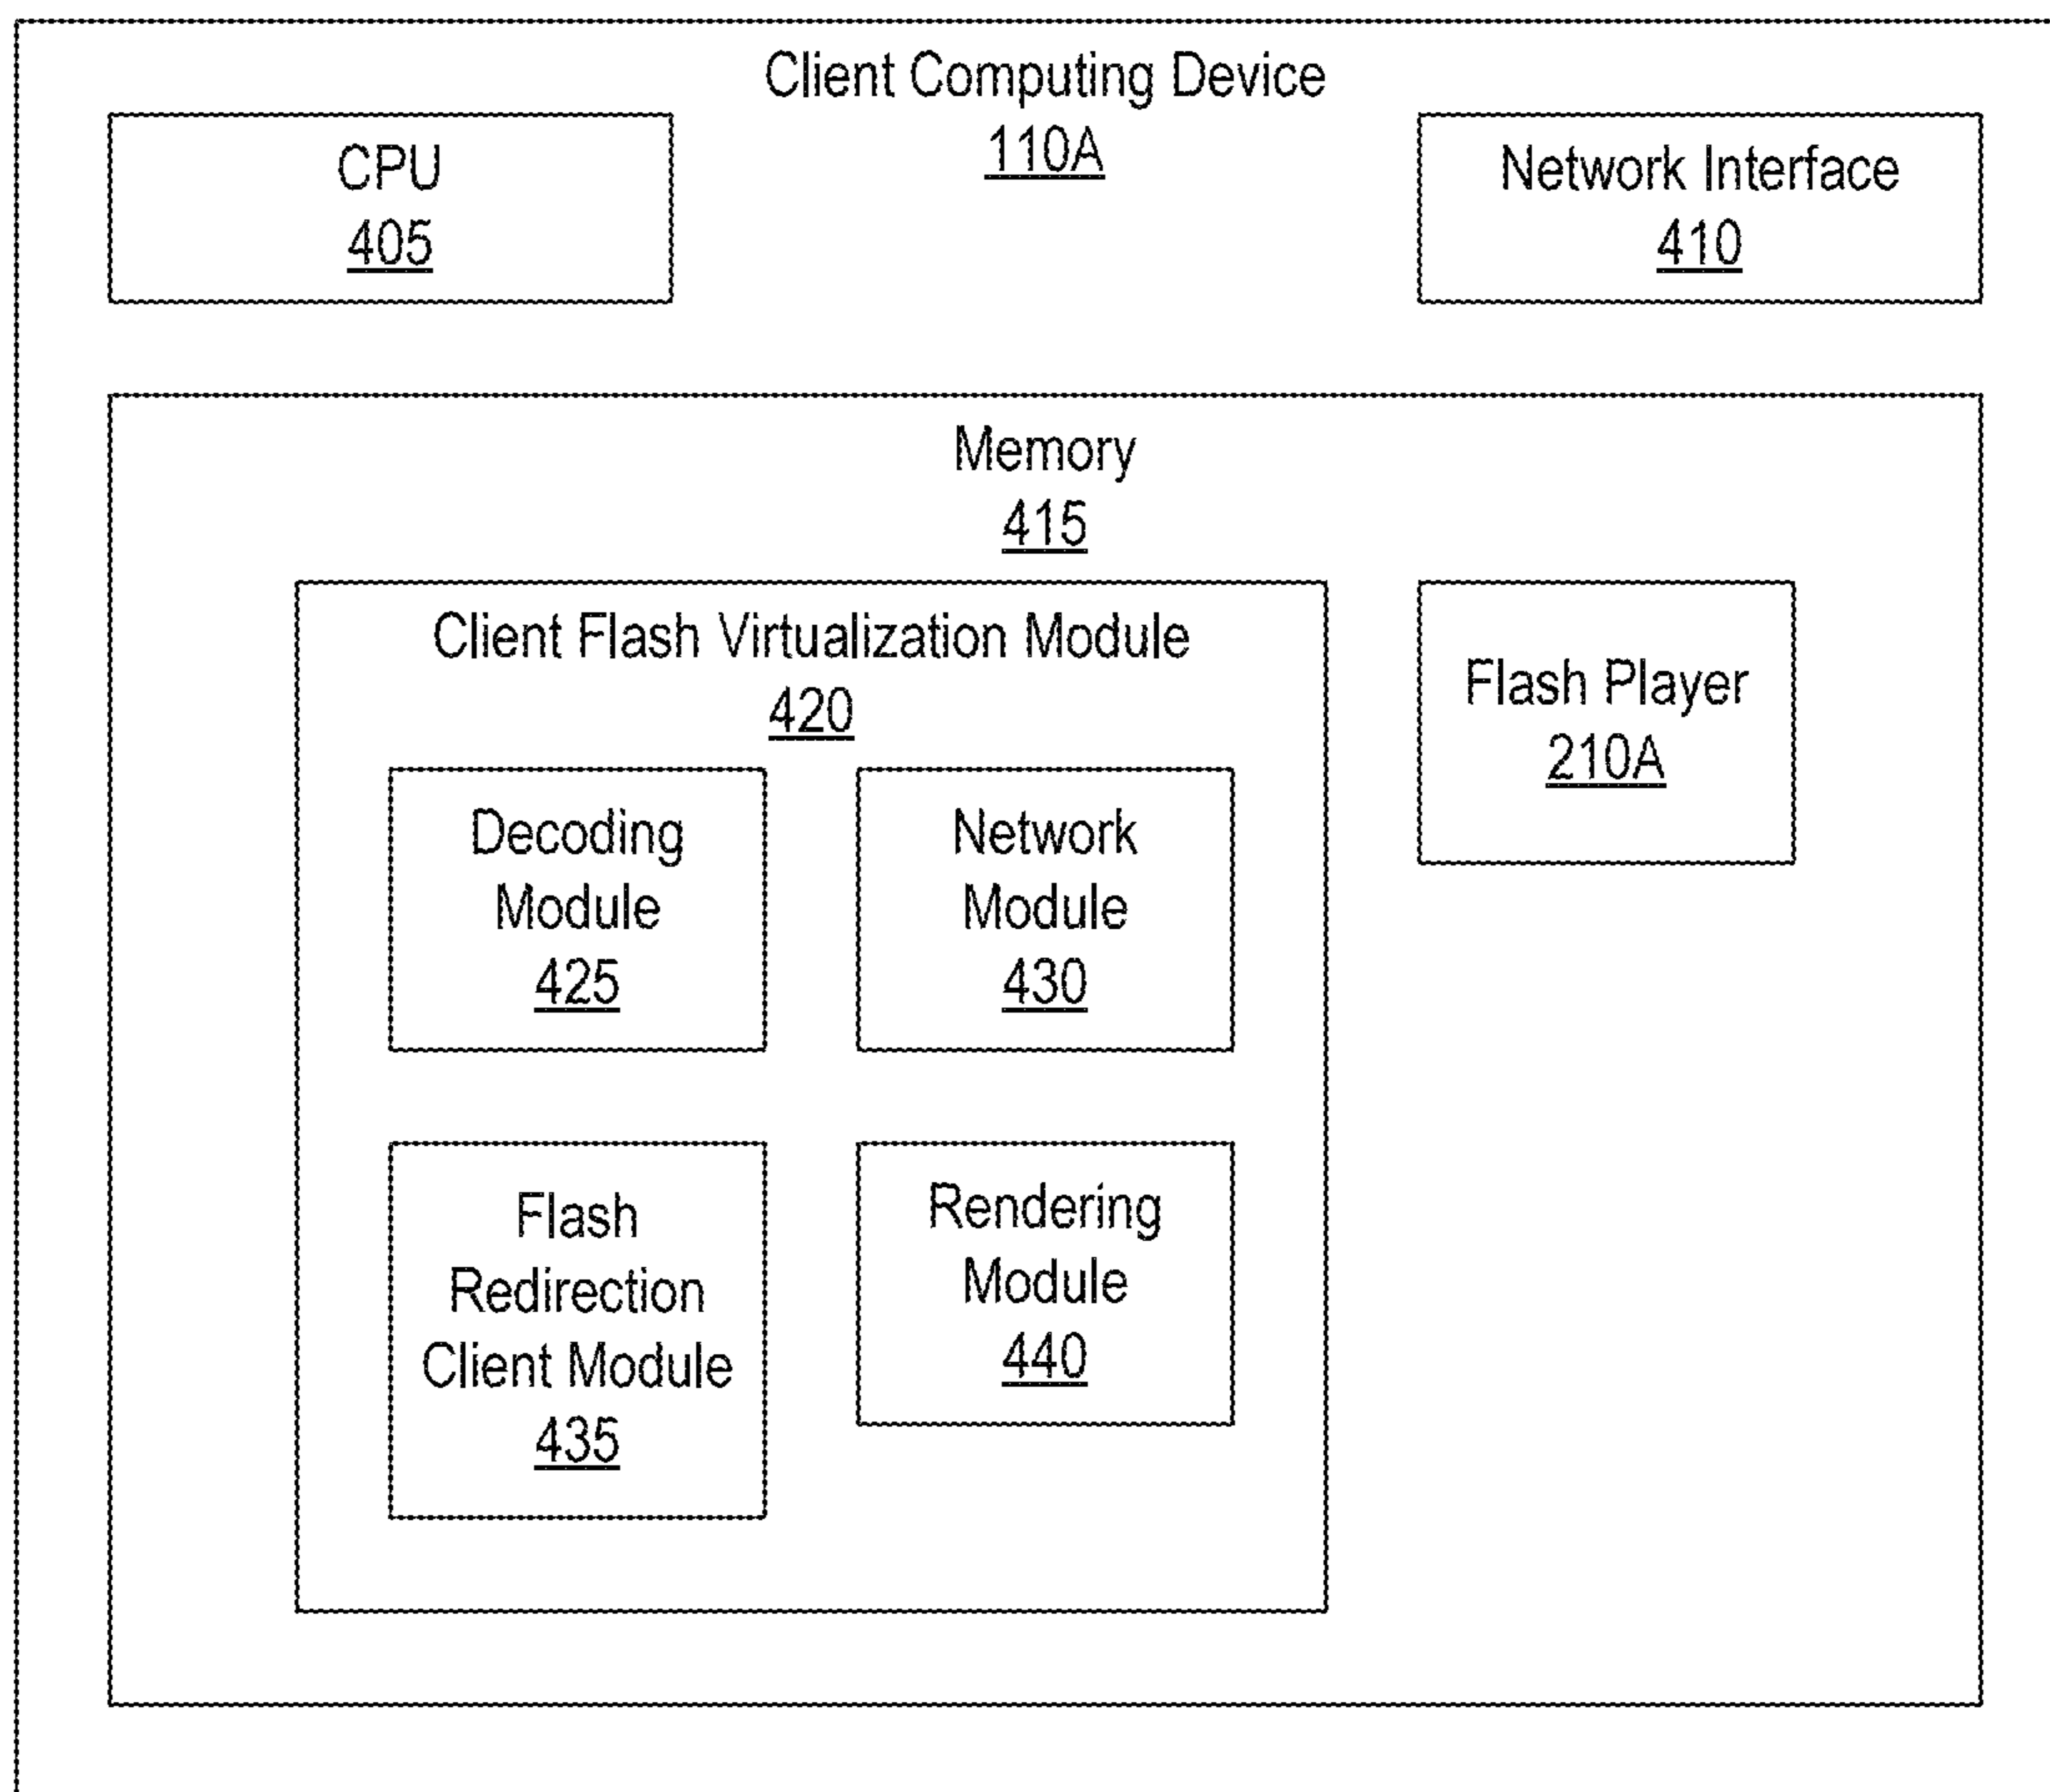 Client Computing Device
110A
CPU
405
Network Interface
410
Memory
415
Client Flash Virtualization Module
420
Flash Player
210A
Decoding
Module
425
Network
Module
430
Flash
Redirection
Client Module
435
Rendering
Module
440